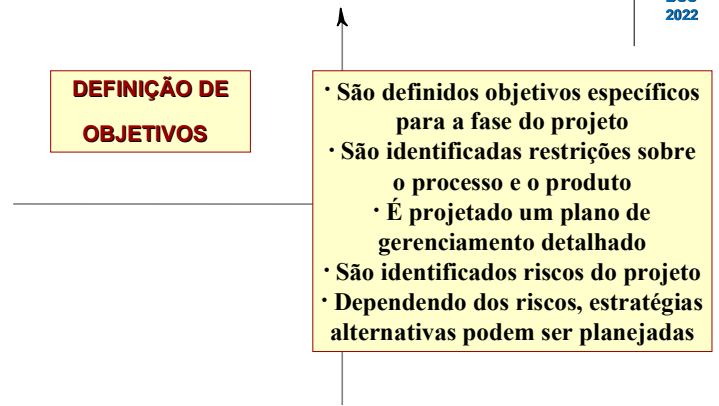 2022
DEFINIÇÃO DE
OBJETIVOS
· São definidos objetivos específicos
para a fase do projeto
· São identificadas restrições sobre
o processo e o produto
· É projetado um plano de
gerenciamento detalhado
· São identificados riscos do projeto
· Dependendo dos riscos, estratégias
alternativas podem ser planejadas